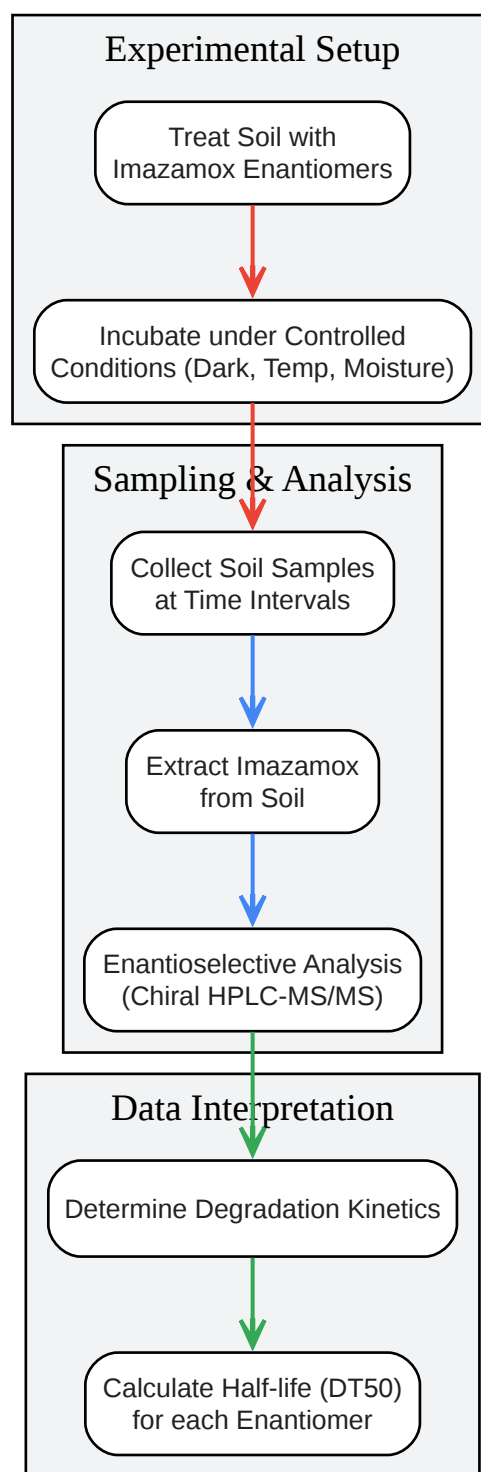 Experimental Setup
Treat Soil with
Imazamox Enantiomers
Incubate under Controlled
Conditions (Dark, Temp, Moisture)
Sampling & Analysis
Collect Soil Samples
at Time Intervals
Extract Imazamox
from Soil
Enantioselective Analysis
(Chiral HPLC-MS/MS)
Data Interpretation
Determine Degradation Kinetics
Calculate Half-life (DT50)
for each Enantiomer